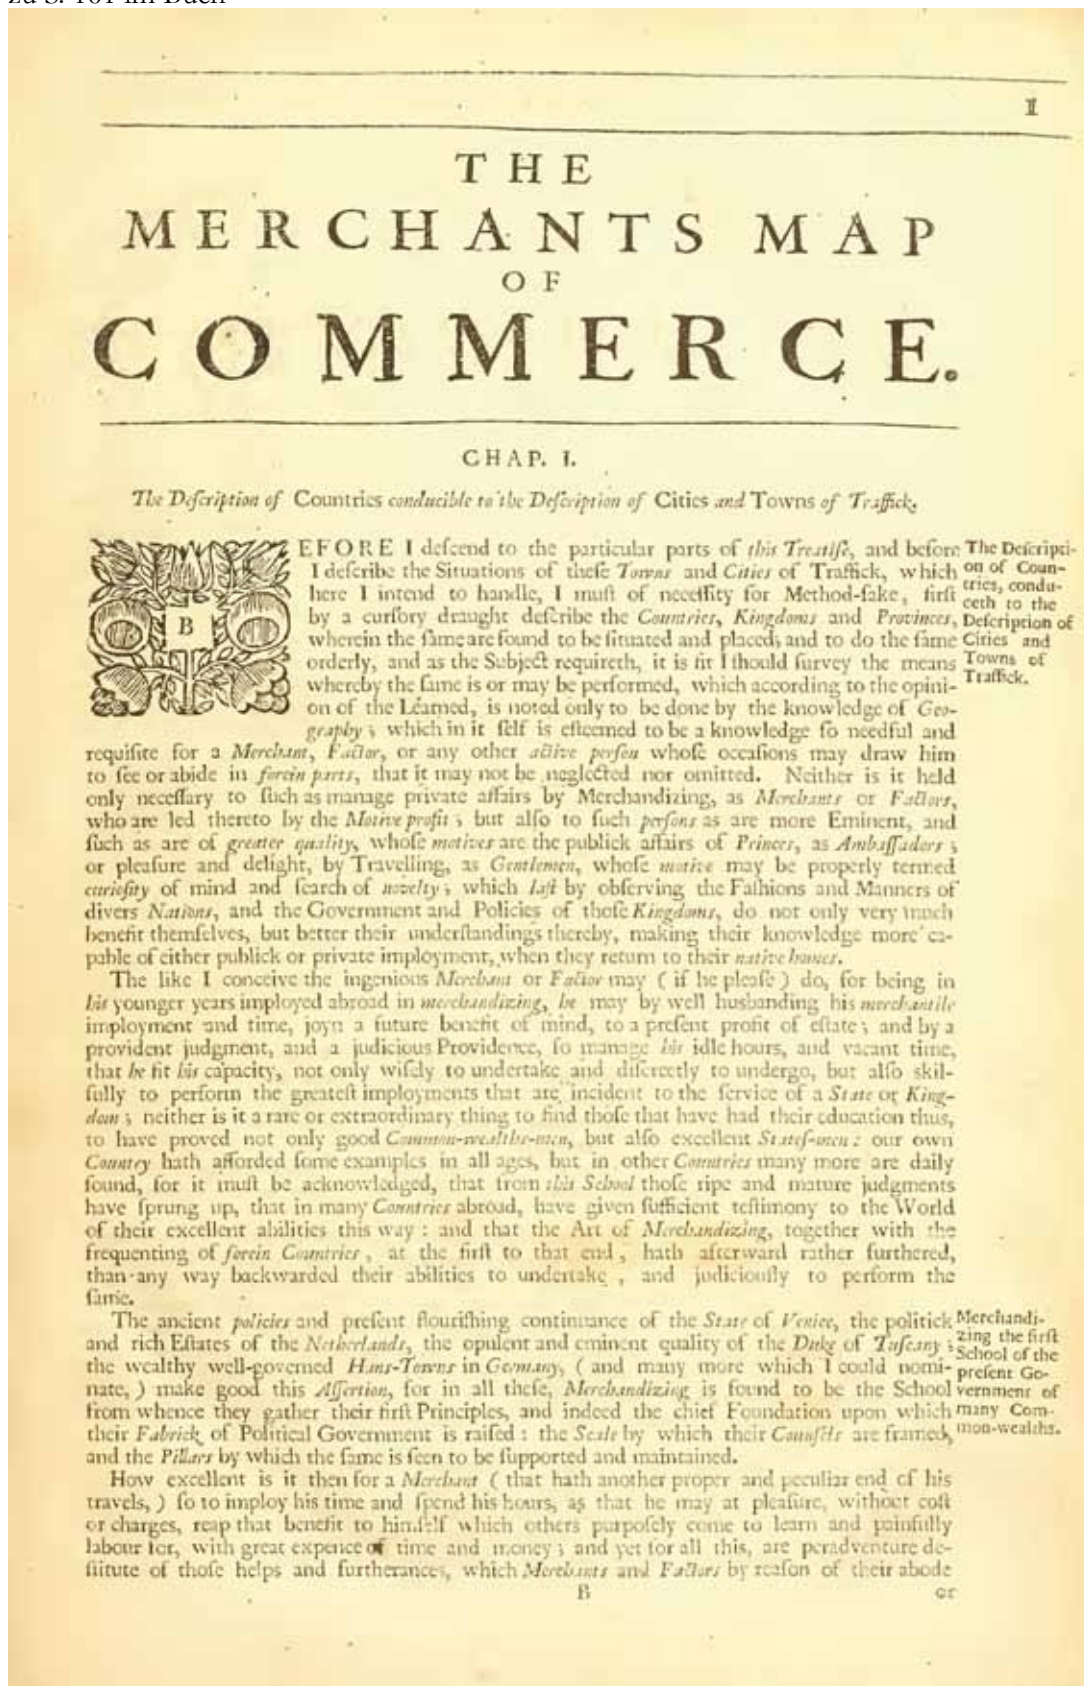 zu S. 161 im Buch
I
THE
MERCHANTS MAP
OF
COMMERCE.
CHAP. I.
The Deſcription of Countries conducible to the Deſcription of Cities and Towns of Traffick.
BEFORE I deſcend to the particular parts of this Treatiſe, and before
I deſcribe the Situations of theſe Towns and Cities of Traffick, which
here I intend to handle, I muſt of neceſſity for Method-ſake, firſt
by a curſory draught deſcribe the Countries, Kingdoms and Provinces,
wherein the ſame are found to be ſituated and placed; and to do the ſame
orderly, and as the Subject requireth, it is fit I ſhould ſurvey the means
whereby the ſame is or may be performed, which according to the opini-
on of the Learned, is noted only to be done by the knowledge of Geo-
graphy; which in it ſelf is eſteemed to be a knowledge ſo needful and
The Deſcripti-
on of Coun-
tries, condu-
ceth to the
Deſcription of
Cities and
Towns of
Traffick.
requiſite for a Merchant, Factor, or any other active perſon whoſe occaſions may draw him
to ſee or abide in forein parts, that it may not be neglected nor omitted. Neither is it held
only neceſſary to ſuch as manage private affairs by Merchandizing, as Merchants or Factors,
who are led thereto by the Motive profit; but alſo to ſuch perſons as are more Eminent, and
ſuch as are of greater quality, whoſe motives are the publick affairs of Princes, as Ambaſſadors;
or pleaſure and delight, by Travelling, as Gentlemen, whoſe motive may be properly termed
curioſity of mind and ſearch of novelty; which laſt by obſerving the Faſhions and Manners of
divers Nations, and the Government and Policies of thoſe Kingdoms, do not only very much
benefit themſelves, but better their underſtandings thereby, making their knowledge more ca-
pable of either publick or private imployment, when they return to their native homes.
The like I conceive the ingenious Merchant or Factor may ( if he pleaſe ) do, for being in
his younger years imployed abroad in merchandizing, he may by well husbanding his merchantile
imployment and time, joyn a future benefit of mind, to a preſent profit of eſtate; and by a
provident judgment, and a judicious Providence, ſo manage his idle hours, and vacant time,
that he fit his capacity, not only wiſely to undertake and diſcreetly to undergo, but alſo skil-
fully to perform the greateſt imployments that are incident to the ſervice of a State or King-
dom; neither is it a rare or extraordinary thing to find thoſe that have had their education thus,
to have proved not only good Common-wealths-men, but alſo excellent Stateſ-men: our own
Country hath afforded ſome examples in all ages, but in other Countries many more are daily
found, for it muſt be acknowledged, that from this School thoſe ripe and mature judgments
have ſprung up, that in many Countries abroad, have given ſufficient teſtimony to the World
of their excellent abilities this way: and that the Art of Merchandizing, together with the
frequenting of forein Countries, at the firſt to that end, hath afterward rather furthered,
than any way backwarded their abilities to undertake, and judiciouſly to perform the
ſame.
The ancient policies and preſent flouriſhing continuance of the State of Venice, the politick
and rich Eſtates of the Netherlands, the opulent and eminent quality of the Duke of Tuſcany;
the wealthy well-governed Hans-Towns in Germany, ( and many more which I could nomi-
nate, ) make good this Aſſertion, for in all theſe, Merchandizing is found to be the School
from whence they gather their firſt Principles, and indeed the chief Foundation upon which
their Fabrick of Political Government is raiſed: the Scale by which their Counſels are framed,
and the Pillars by which the ſame is ſeen to be ſupported and maintained.
Merchandi-
zing the firſt
School of the
preſent Go-
vernment of
many Com-
mon-wealths.
How excellent is it then for a Merchant ( that hath another proper and peculiar end of his
travels, ) ſo to imploy his time and ſpend his hours, as that he may at pleaſure, without coſt
or charges, reap that benefit to himſelf which others purpoſely come to learn and painfully
labour for, with great expence of time and money; and yet for all this, are peradventure de-
ſtitute of thoſe helps and furtherances, which Merchants and Factors by reaſon of their abode
B or